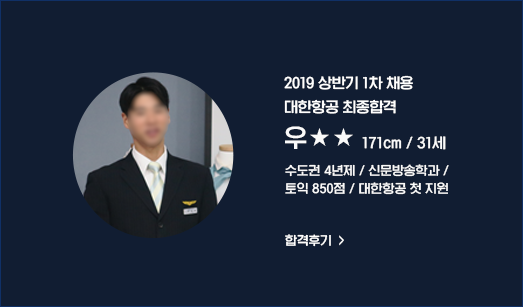 2019 상반기 1차 채용
대한항공 최종합격
우★★ 171cm / 31세
수도권 4년제 / 신문방송학과 /
토익 850점 / 대한항공 첫 지원
합격후기 >